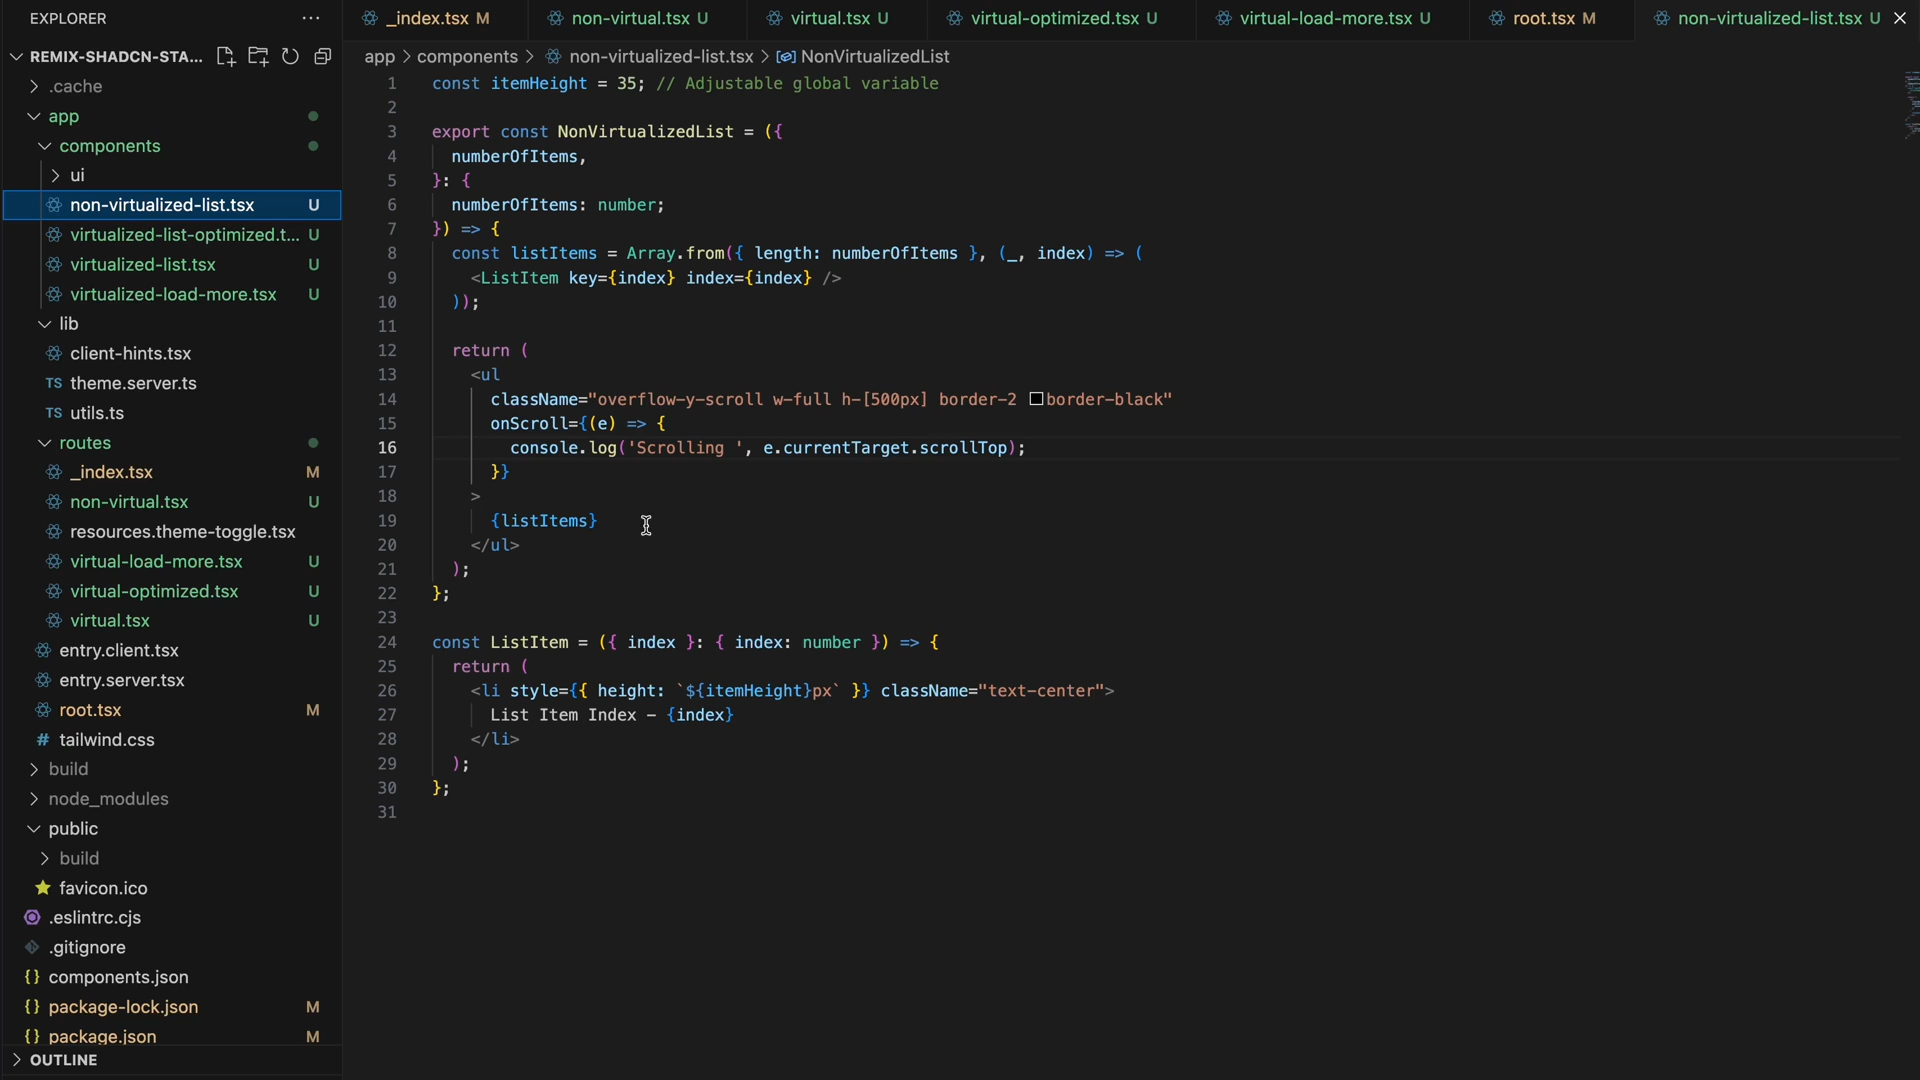 EXPLORER
REMIX-SHADCN-STA...
.cache
app
components
ui
non-virtualized-list.tsx U
virtualized-list-optimized.t... U
virtualized-list.tsx U
virtualized-load-more.tsx U
lib
client-hints.tsx
TS theme.server.ts
TS utils.ts
routes
_index.tsx M
non-virtual.tsx U
resources.theme-toggle.tsx
virtual-load-more.tsx U
virtual-optimized.tsx U
virtual.tsx U
entry.client.tsx
entry.server.tsx
root.tsx M
# tailwind.css
build
node_modules
public
build
favicon.ico
.eslintrc.cjs
.gitignore
{} components.json
{} package-lock.json M
{} package.json M
OUTLINE
_index.tsx M
non-virtual.tsx U
virtual.tsx U
virtual-optimized.tsx U
virtual-load-more.tsx U
root.tsx M
non-virtualized-list.tsx U
app > components > non-virtualized-list.tsx > NonVirtualizedList
1 const itemHeight = 35; // Adjustable global variable
2
3 export const NonVirtualizedList = ({
4 numberOfItems,
5 }: {
6 numberOfItems: number;
7 }) => {
8 const listItems = Array.from({ length: numberOfItems }, (_, index) => (
9 <ListItem key={index} index={index} />
10 ));
11
12 return (
13 <ul
14 className="overflow-y-scroll w-full h-[500px] border-2 border-black"
15 onScroll={(e) => {
16 console.log('Scrolling ', e.currentTarget.scrollTop);
17 }}
18 >
19 {listItems}
20 </ul>
21 );
22 };
23
24 const ListItem = ({ index }: { index: number }) => {
25 return (
26 <li style={{ height: `${itemHeight}px` }} className="text-center">
27 List Item Index – {index}
28 </li>
29 );
30 };
31